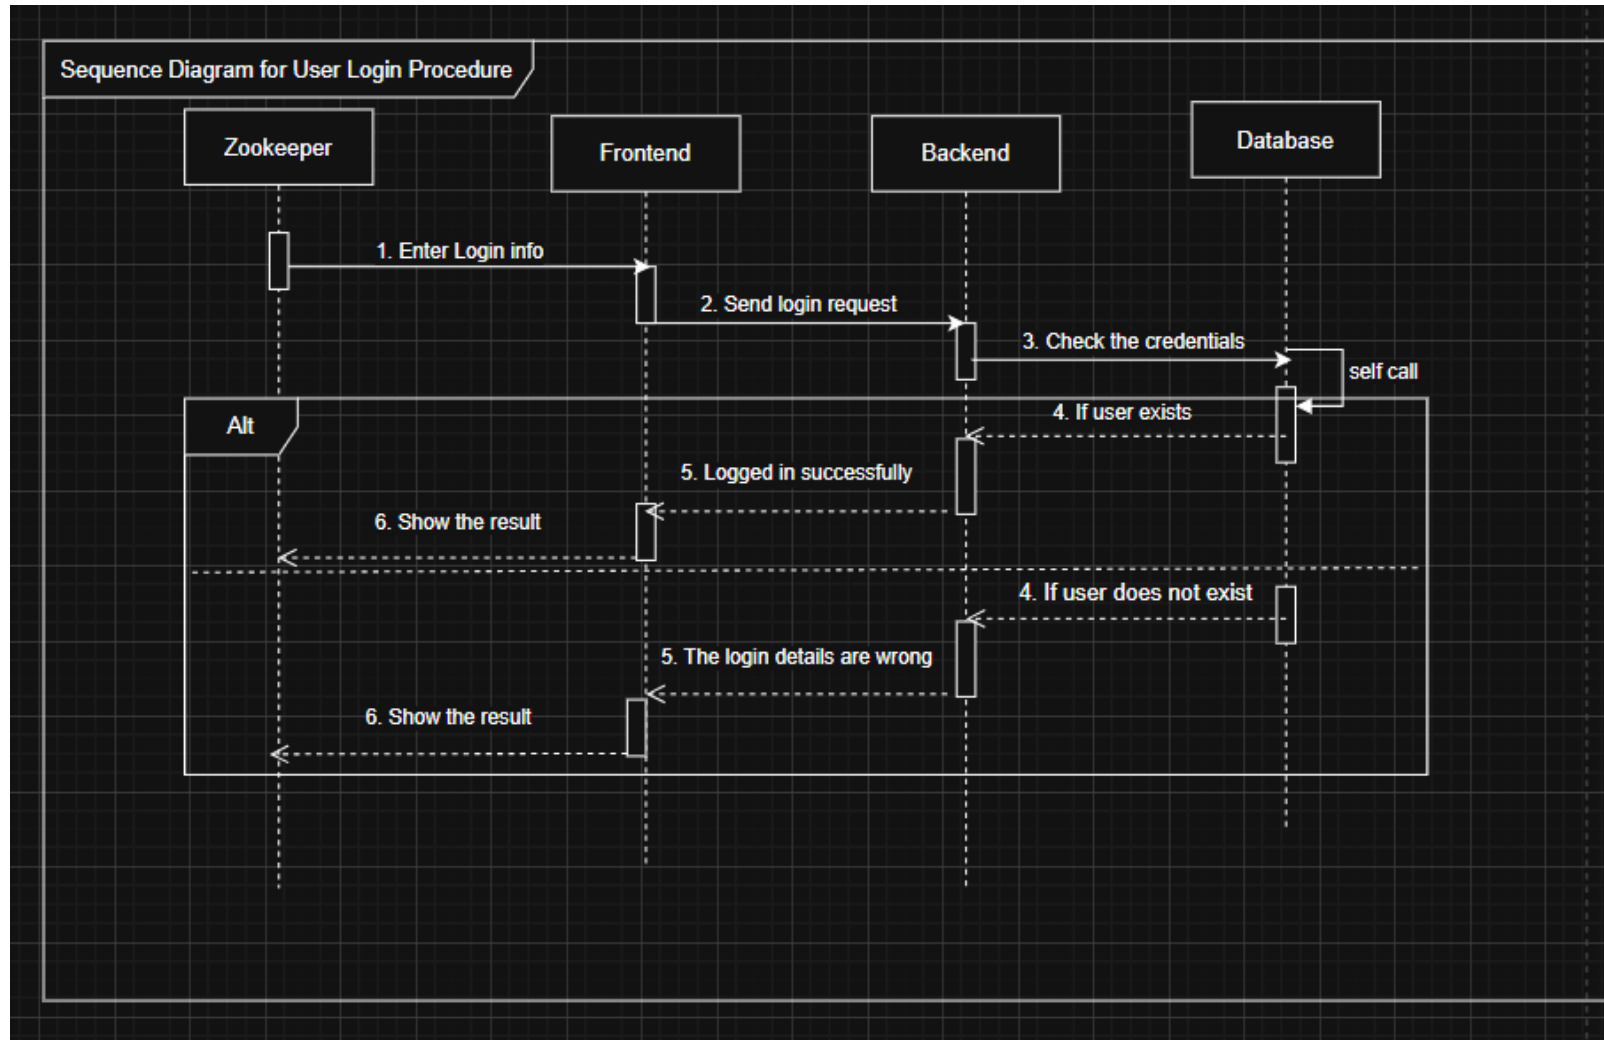 Sequence Diagram for User Login Procedure
Zookeeper
Frontend
Backend
Database
1. Enter Login info
2. Send login request
3. Check the credentials
self call
Alt
4. If user exists
5. Logged in successfully
6. Show the result
4. If user does not exist
5. The login details are wrong
6. Show the result